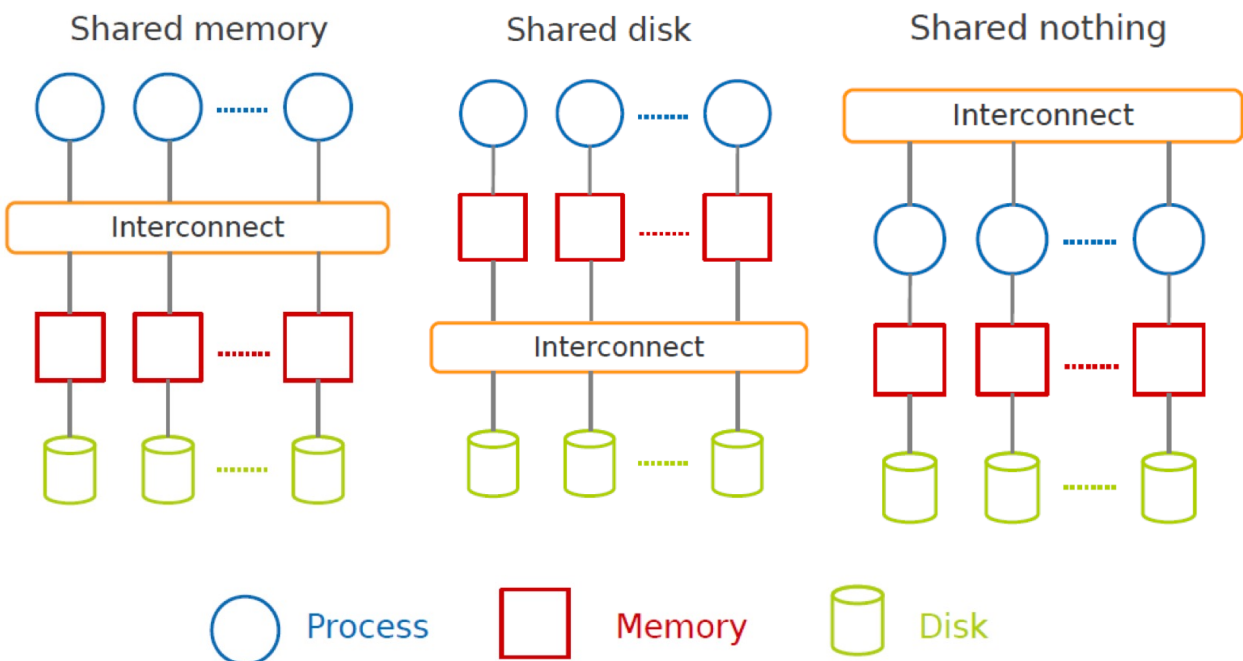 Shared memory
Shared disk
Shared nothing
Interconnect
Interconnect
Interconnect
Process
Memory
Disk